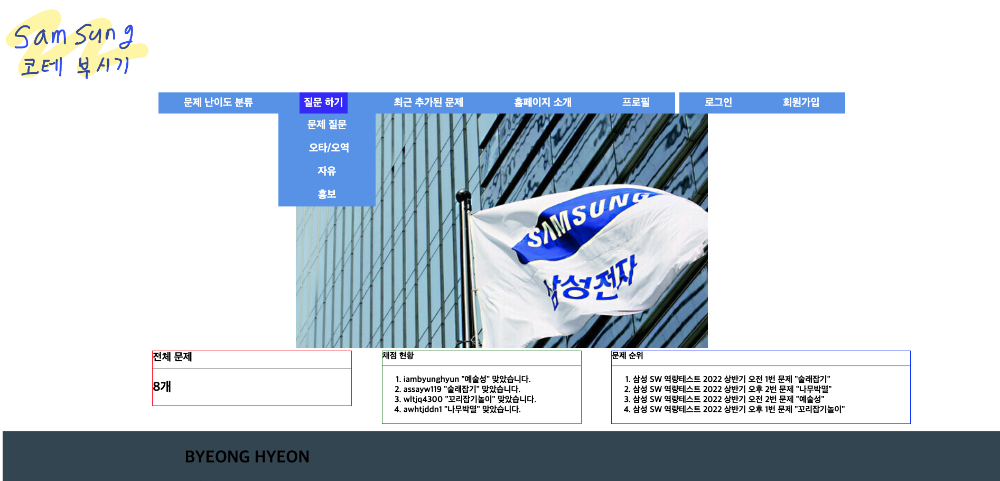 Samsung
코테 부시기
문제 난이도 분류 질문 하기 최근 추가된 문제 홈페이지 소개 프로필 로그인 회원가입
문제 질문
오타/오역
자유
홍보
SAMSUNG
삼성전자
전체 문제
8개
채점 현황
1. iambyunghyun "예술성" 맞았습니다.
2. assayw119 "술래잡기" 맞았습니다.
3. wltjq4300 "꼬리잡기놀이" 맞았습니다.
4. awhtjddn1 "나무박멸" 맞았습니다.
문제 순위
1. 삼성 SW 역량테스트 2022 상반기 오전 1번 문제 "술래잡기"
2. 삼성 SW 역량테스트 2022 상반기 오후 2번 문제 "나무박멸"
3. 삼성 SW 역량테스트 2022 상반기 오전 2번 문제 "예술성"
4. 삼성 SW 역량테스트 2022 상반기 오후 1번 문제 "꼬리잡기놀이"
BYEONG HYEON